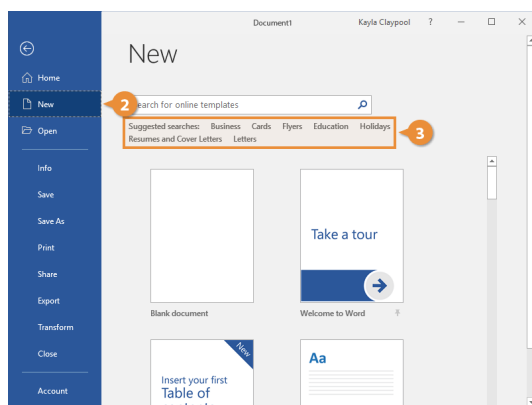 Document1 Kayla Claypool ?
New
Home
New
2
earch for online templates
Open
Suggested searches: Business Cards Flyers Education Holidays
Resumes and Cover Letters Letters
3
Info
Save
Save As
Print
Share
Export
Transform
Close
Account
Take a tour
Blank document
Welcome to Word
New
Insert your first
Table of
Aa